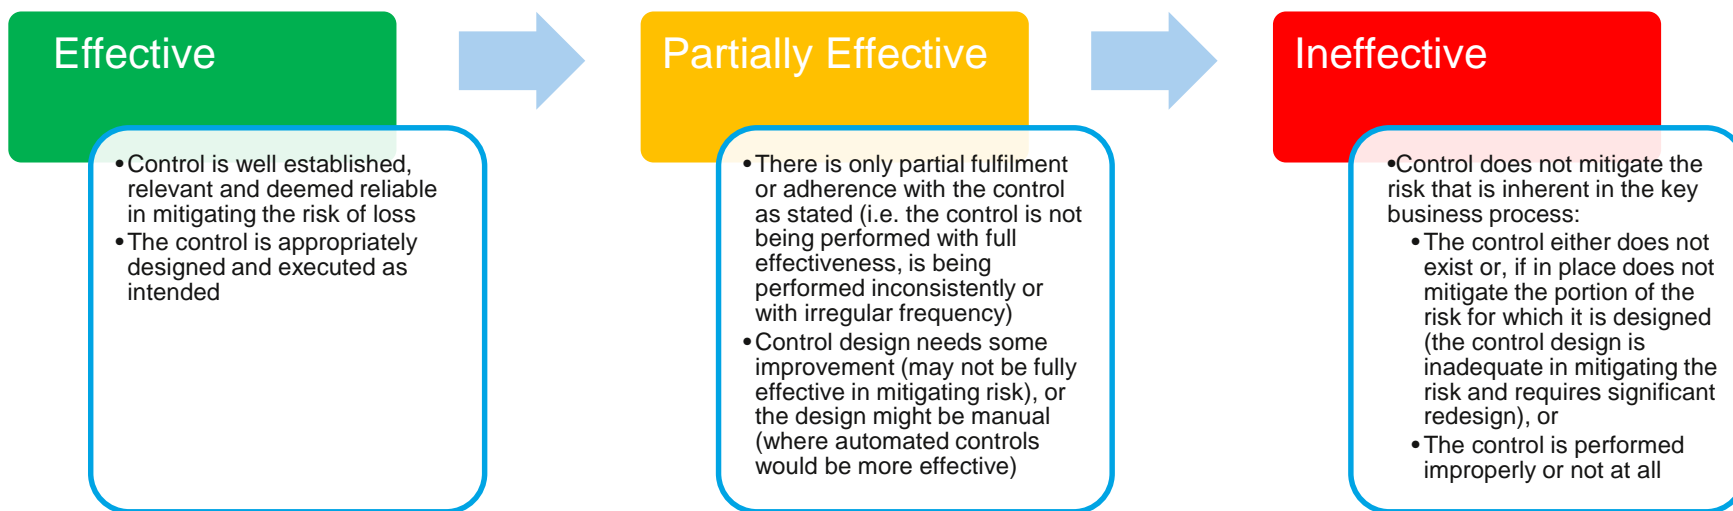 Effective
• Control is well established,
relevant and deemed reliable
in mitigating the risk of loss
• The control is appropriately
designed and executed as
intended
Partially Effective
• There is only partial fulfilment
or adherence with the control
as stated (i.e. the control is not
being performed with full
effectiveness, is being
performed inconsistently or
with irregular frequency)
• Control design needs some
improvement (may not be fully
effective in mitigating risk), or
the design might be manual
(where automated controls
would be more effective)
Ineffective
•Control does not mitigate the
risk that is inherent in the key
business process:
• The control either does not
exist or, if in place does not
mitigate the portion of the
risk for which it is designed
(the control design is
inadequate in mitigating the
risk and requires significant
redesign), or
• The control is performed
improperly or not at all